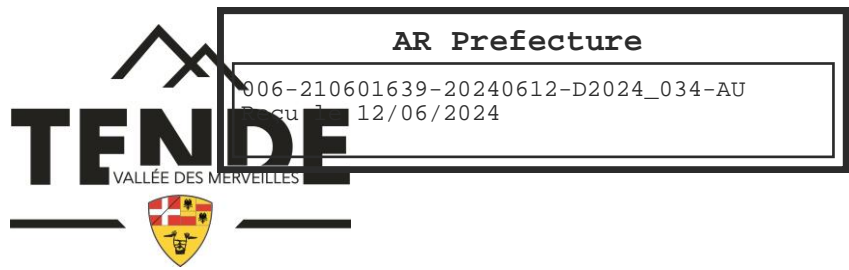 AR Prefecture
006-210601639-20240612-D2024_034-AU
Reçu le 12/06/2024
TENDE
VALLÉE DES MERVEILLES